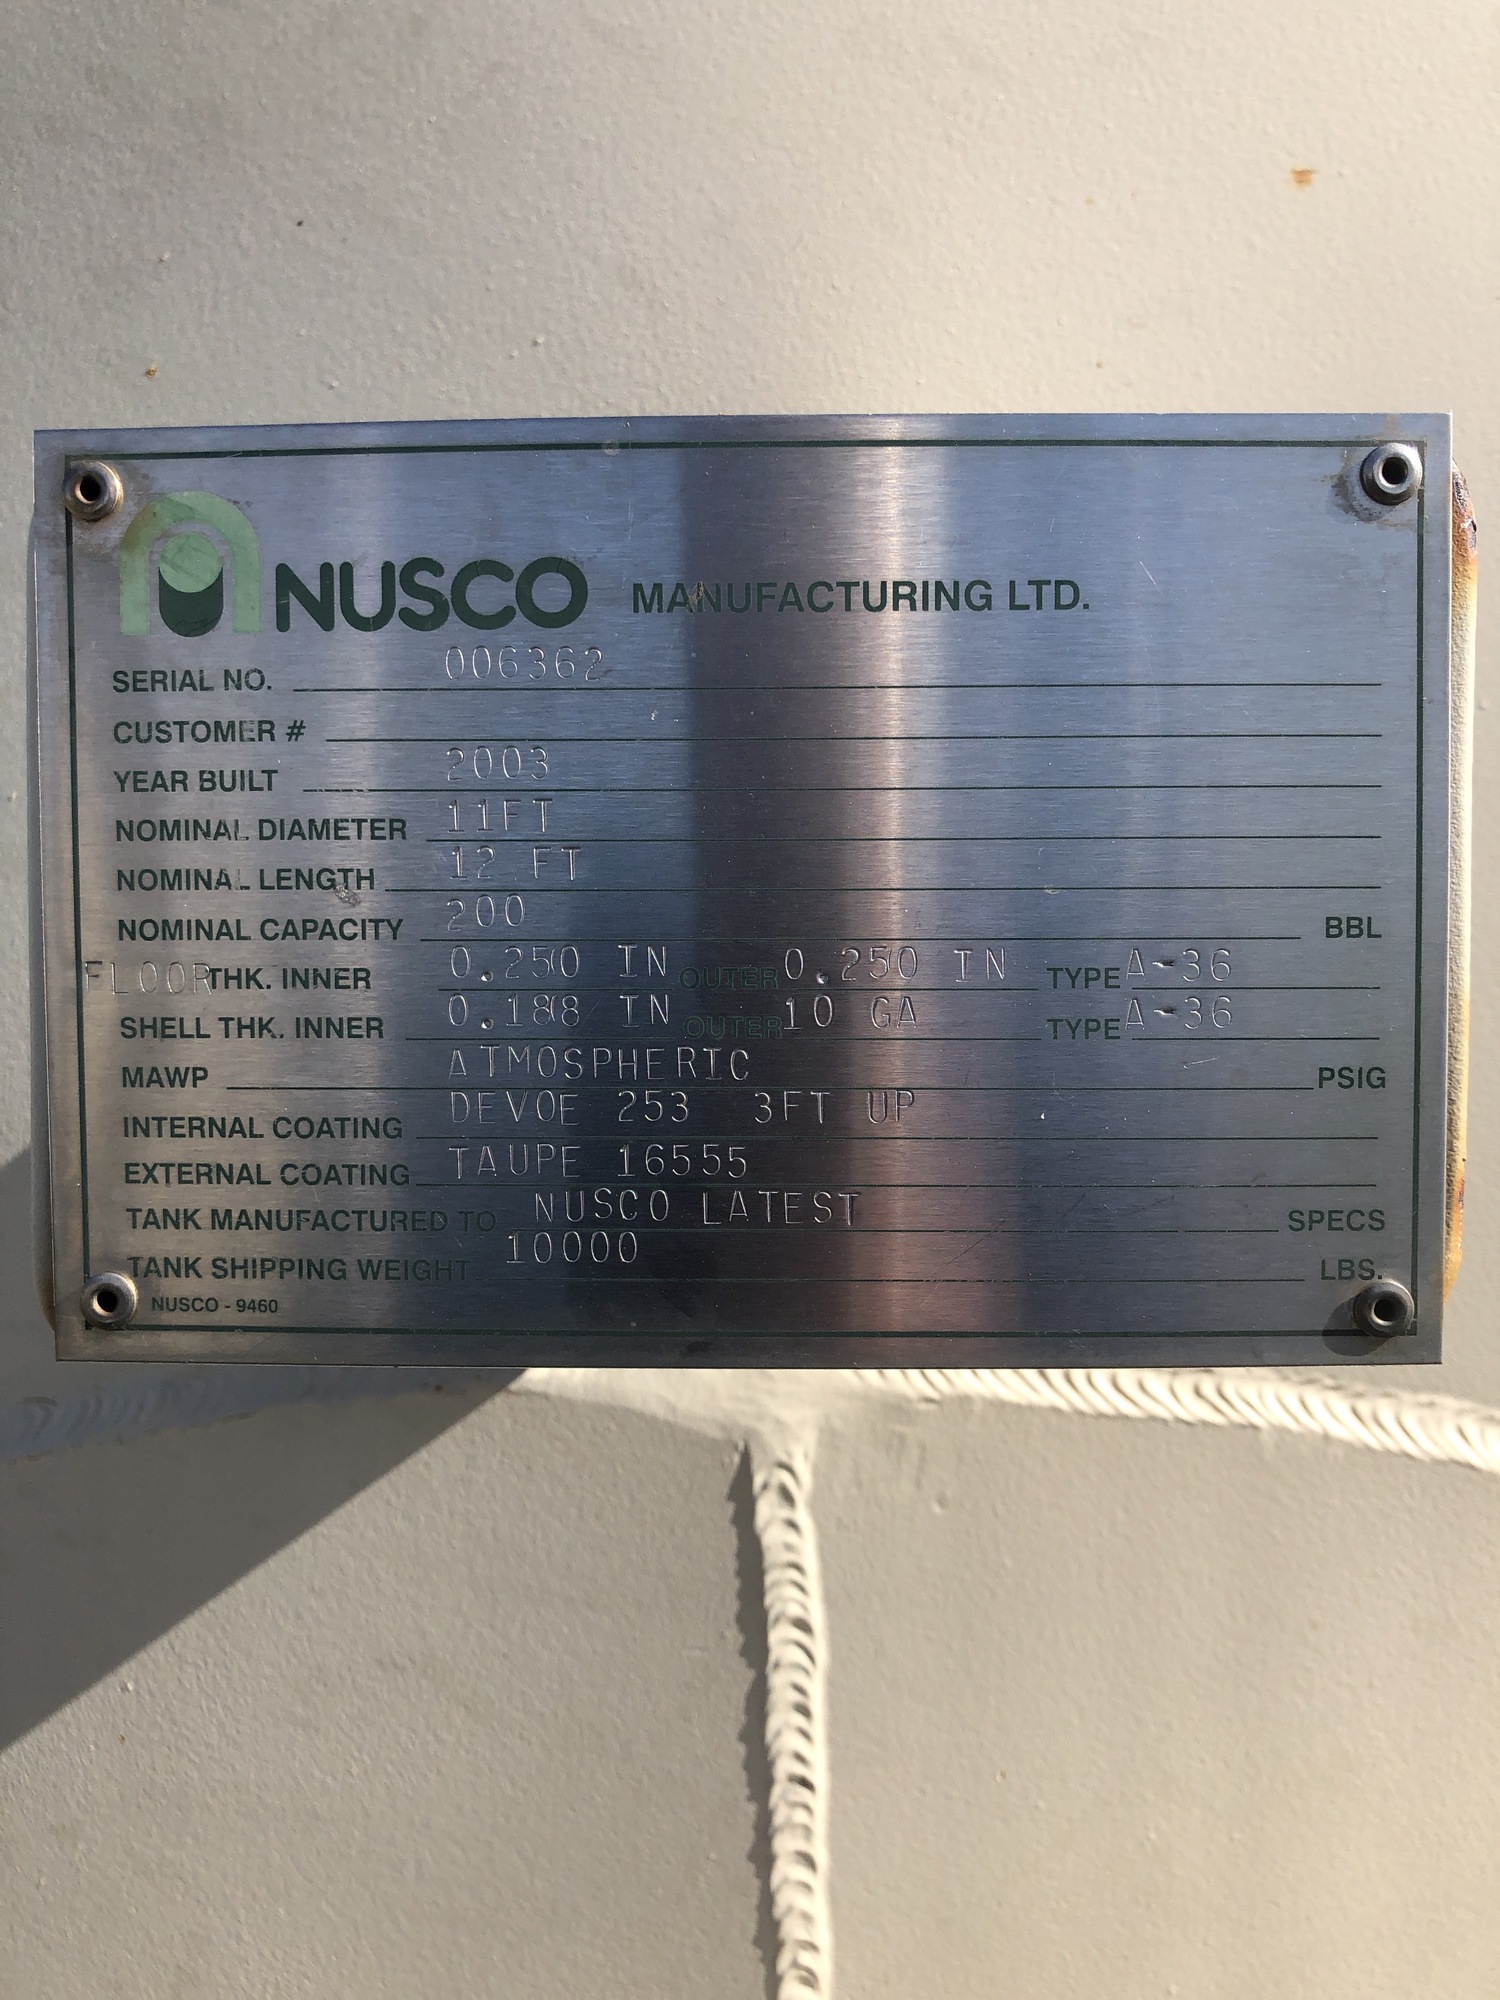 NUSCO MANUFACTURING LTD.
SERIAL NO. 006362
CUSTOMER #
YEAR BUILT 2003
NOMINAL DIAMETER 11FT
NOMINAL LENGTH 12 FT
NOMINAL CAPACITY 200 BBL
FLOOR THK. INNER 0.250 IN OUTER 0.250 IN TYPE A-36
SHELL THK. INNER 0.188 IN OUTER 10 GA TYPE A-36
MAWP ATMOSPHERIC PSIG
INTERNAL COATING DEVOE 253 3FT UP
EXTERNAL COATING TAUPE 16555
TANK MANUFACTURED TO NUSCO LATEST SPECS
TANK SHIPPING WEIGHT 10000 LBS.
NUSCO - 9460